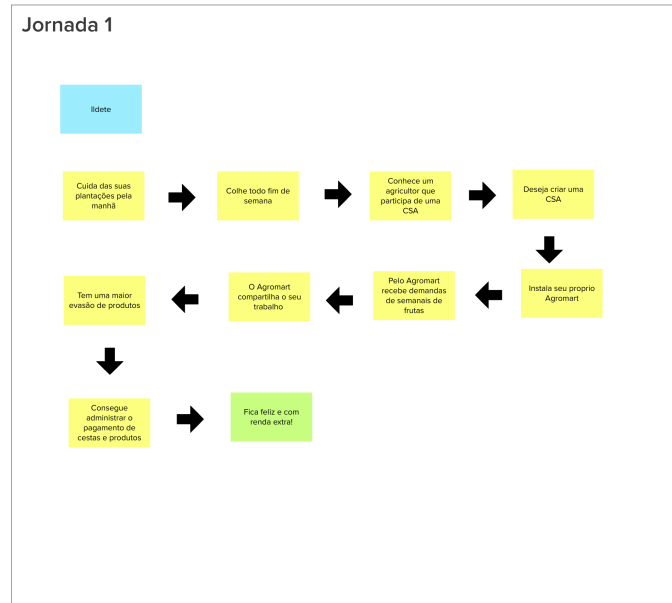 Jornada 1
Ildete
Cuida das suas
plantações pela
manhã
Colhe todo fim de
semana
Conhece um
agricultor que
participa de uma
CSA
Deseja criar uma
CSA
Instala seu proprio
Agromart
Pelo Agromart
recebe demandas
de semanais de
frutas
O Agromart
compartilha o seu
trabalho
Tem uma maior
evasão de produtos
Consegue
administrar o
pagamento de
cestas e produtos
Fica feliz e com
renda extra!